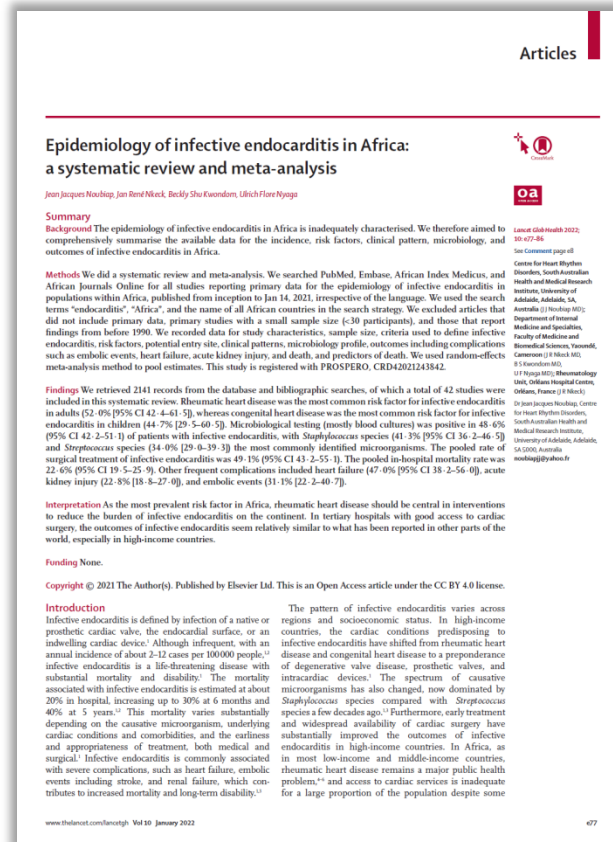 Articles
Epidemiology of infective endocarditis in Africa:
a systematic review and meta-analysis
Jean Jacques Noubiap, Jan René Nkeck, Beckly Shu Kwondom, Ulrich Flore Nyaga
CrossMark
oa
OPEN ACCESS
Summary
Background The epidemiology of infective endocarditis in Africa is inadequately characterised. We therefore aimed to
comprehensively summarise the available data for the incidence, risk factors, clinical pattern, microbiology, and
outcomes of infective endocarditis in Africa.
Methods We did a systematic review and meta-analysis. We searched PubMed, Embase, African Index Medicus, and
African Journals Online for all studies reporting primary data for the epidemiology of infective endocarditis in
populations within Africa, published from inception to Jan 14, 2021, irrespective of the language. We used the search
terms “endocarditis”, “Africa”, and the name of all African countries in the search strategy. We excluded articles that
did not include primary data, primary studies with a small sample size (<30 participants), and those that report
findings from before 1990. We recorded data for study characteristics, sample size, criteria used to define infective
endocarditis, risk factors, potential entry site, clinical patterns, microbiology profile, outcomes including complications
such as embolic events, heart failure, acute kidney injury, and death, and predictors of death. We used random-effects
meta-analysis method to pool estimates. This study is registered with PROSPERO, CRD42021243842.
Findings We retrieved 2141 records from the database and bibliographic searches, of which a total of 42 studies were
included in this systematic review. Rheumatic heart disease was the most common risk factor for infective endocarditis
in adults (52·0% [95% CI 42·4–61·5]), whereas congenital heart disease was the most common risk factor for infective
endocarditis in children (44·7% [29·5–60·5]). Microbiological testing (mostly blood cultures) was positive in 48·6%
(95% CI 42·2–51·1) of patients with infective endocarditis, with Staphylococcus species (41·3% [95% CI 36·2–46·5])
and Streptococcus species (34·0% [29·0–39·3]) the most commonly identified microorganisms. The pooled rate of
surgical treatment of infective endocarditis was 49·1% (95% CI 43·2–55·1). The pooled in-hospital mortality rate was
22·6% (95% CI 19·5–25·9). Other frequent complications included heart failure (47·0% [95% CI 38·2–56·0]), acute
kidney injury (22·8% [18·8–27·0]), and embolic events (31·1% [22·2–40·7]).
Interpretation As the most prevalent risk factor in Africa, rheumatic heart disease should be central in interventions
to reduce the burden of infective endocarditis on the continent. In tertiary hospitals with good access to cardiac
surgery, the outcomes of infective endocarditis seem relatively similar to what has been reported in other parts of the
world, especially in high-income countries.
Funding None.
Copyright © 2021 The Author(s). Published by Elsevier Ltd. This is an Open Access article under the CC BY 4.0 license.
Lancet Glob Health 2022;
10: e77–86
See Comment page e8
Centre for Heart Rhythm
Disorders, South Australian
Health and Medical Research
Institute, University of
Adelaide, Adelaide, SA,
Australia (J J Noubiap MD);
Department of Internal
Medicine and Specialties,
Faculty of Medicine and
Biomedical Sciences, Yaoundé,
Cameroon (J R Nkeck MD,
B S Kwondom MD,
U F Nyaga MD); Rheumatology
Unit, Orléans Hospital Centre,
Orléans, France (J R Nkeck)
Dr Jean Jacques Noubiap, Centre
for Heart Rhythm Disorders,
South Australian Health and
Medical Research Institute,
University of Adelaide, Adelaide,
SA 5000, Australia
noubiapjj@yahoo.fr
Introduction
Infective endocarditis is defined by infection of a native or
prosthetic cardiac valve, the endocardial surface, or an
indwelling cardiac device.¹ Although infrequent, with an
annual incidence of about 2–12 cases per 100 000 people,¹,²
infective endocarditis is a life-threatening disease with
substantial mortality and disability.¹ The mortality
associated with infective endocarditis is estimated at about
20% in hospital, increasing up to 30% at 6 months and
40% at 5 years.¹,² This mortality varies substantially
depending on the causative microorganism, underlying
cardiac conditions and comorbidities, and the earliness
and appropriateness of treatment, both medical and
surgical.¹ Infective endocarditis is commonly associated
with severe complications, such as heart failure, embolic
events including stroke, and renal failure, which con-
tributes to increased mortality and long-term disability.¹,³
The pattern of infective endocarditis varies across
regions and socioeconomic status. In high-income
countries, the cardiac conditions predisposing to
infective endocarditis have shifted from rheumatic heart
disease and congenital heart disease to a preponderance
of degenerative valve disease, prosthetic valves, and
intracardiac devices.¹ The spectrum of causative
microorganisms has also changed, now dominated by
Staphylococcus species compared with Streptococcus
species a few decades ago.¹,³ Furthermore, early treatment
and widespread availability of cardiac surgery have
substantially improved the outcomes of infective
endocarditis in high-income countries. In Africa, as
in most low-income and middle-income countries,
rheumatic heart disease remains a major public health
problem,⁴⁻⁶ and access to cardiac services is inadequate
for a large proportion of the population despite some
www.thelancet.com/lancetgh Vol 10 January 2022
e77